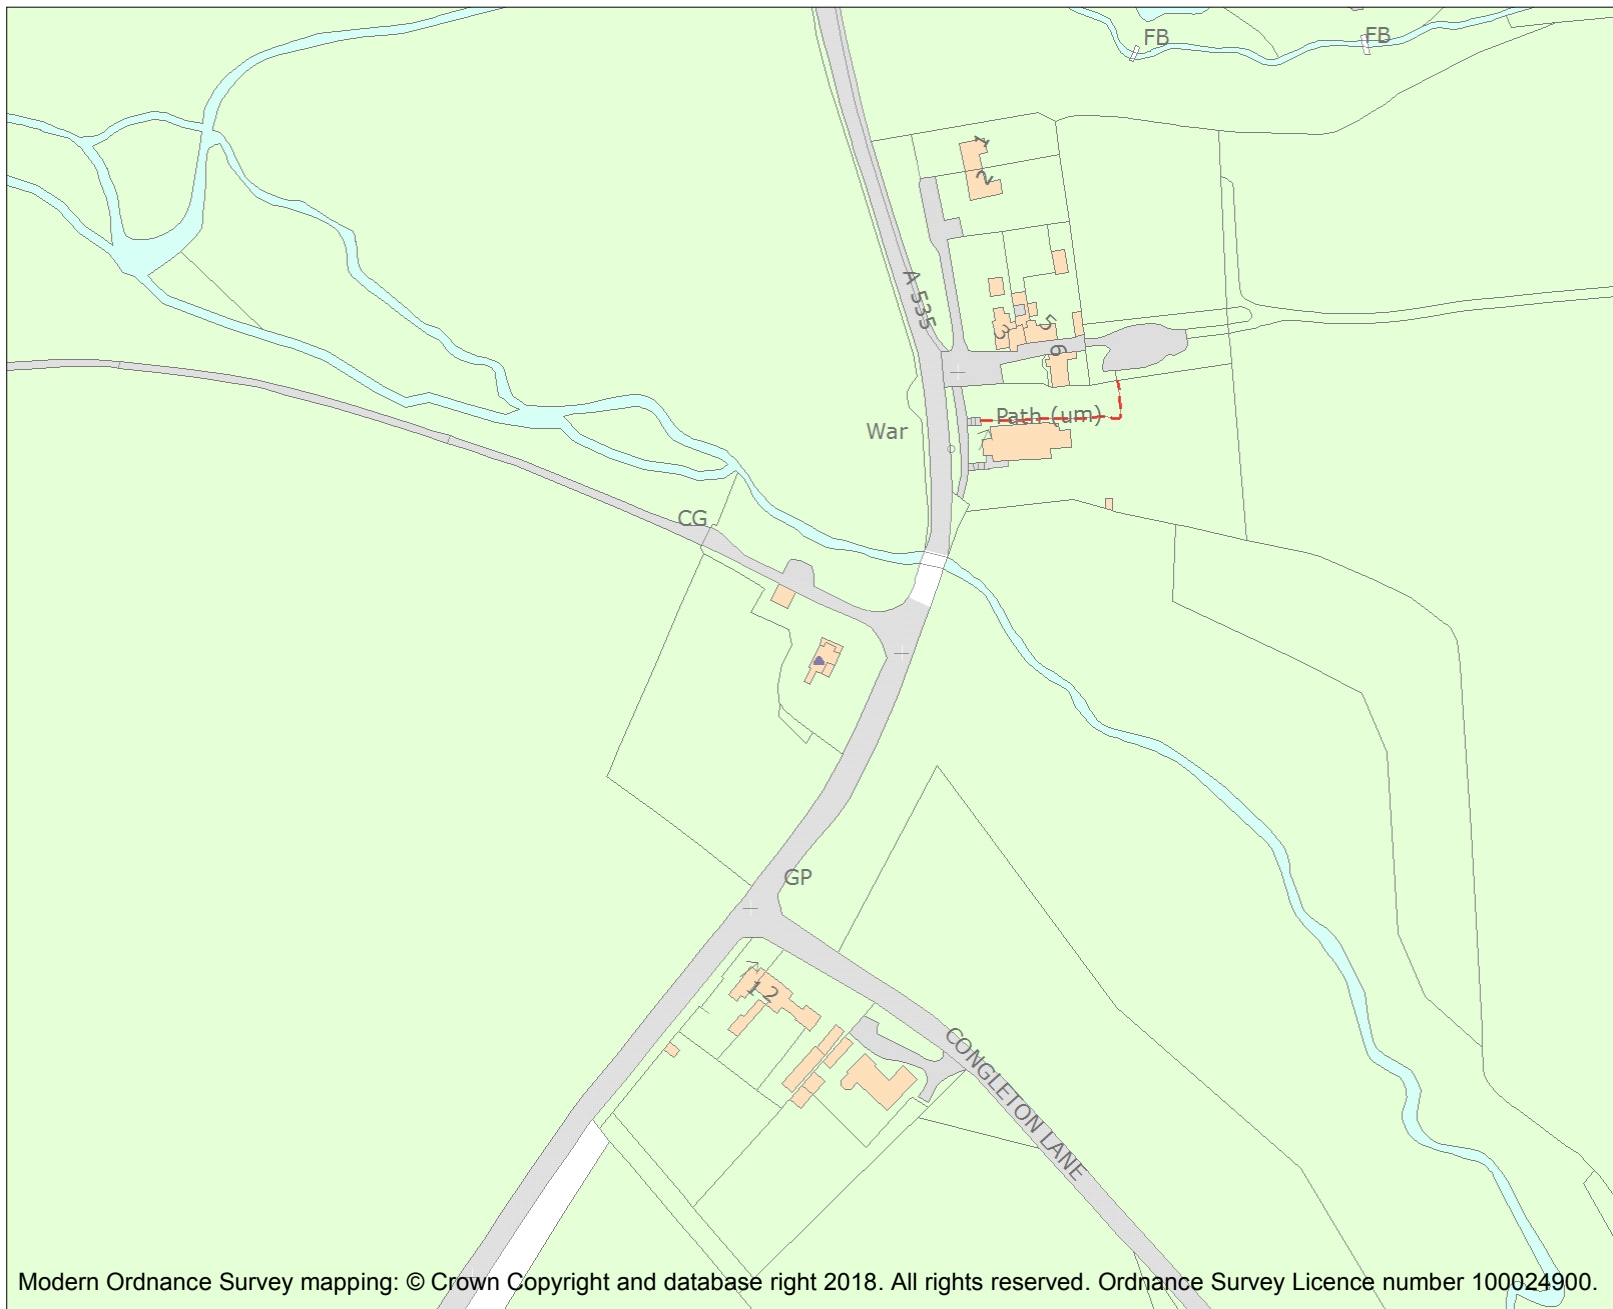 FB
FB
1
2
A 535
3
5
6
Path (um)
War
CG
GP
1
2
CONGLETON LANE
Modern Ordnance Survey mapping: © Crown Copyright and database right 2018. All rights reserved. Ordnance Survey Licence number 100024900.